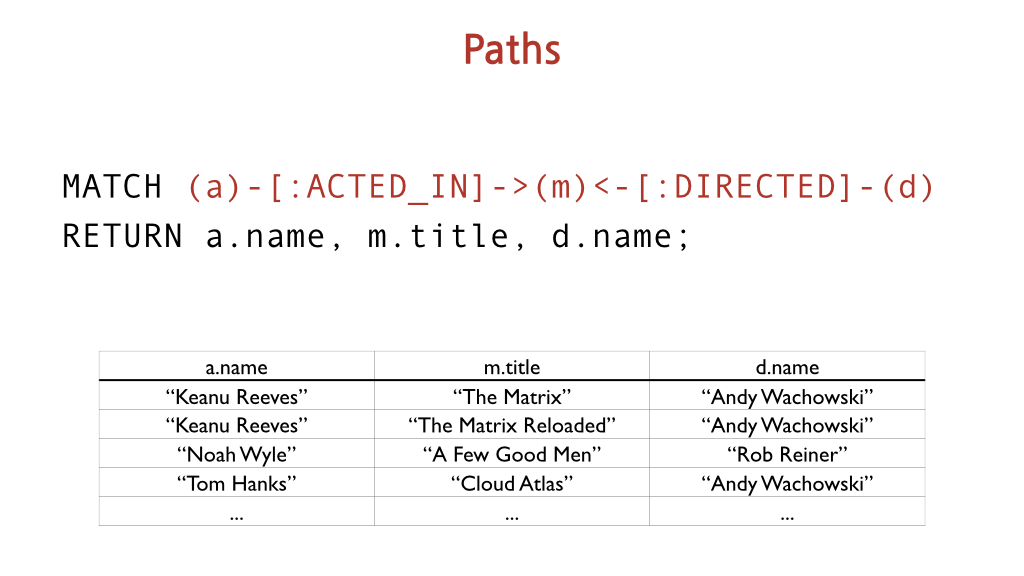 Paths
MATCH (a)-[:ACTED_IN]->(m)<-[:DIRECTED]-(d)
RETURN a.name, m.title, d.name;
a.name m.title d.name
“Keanu Reeves” “The Matrix” “Andy Wachowski”
“Keanu Reeves” “The Matrix Reloaded” “Andy Wachowski”
“Noah Wyle” “A Few Good Men” “Rob Reiner”
“Tom Hanks” “Cloud Atlas” “Andy Wachowski”
... ... ...